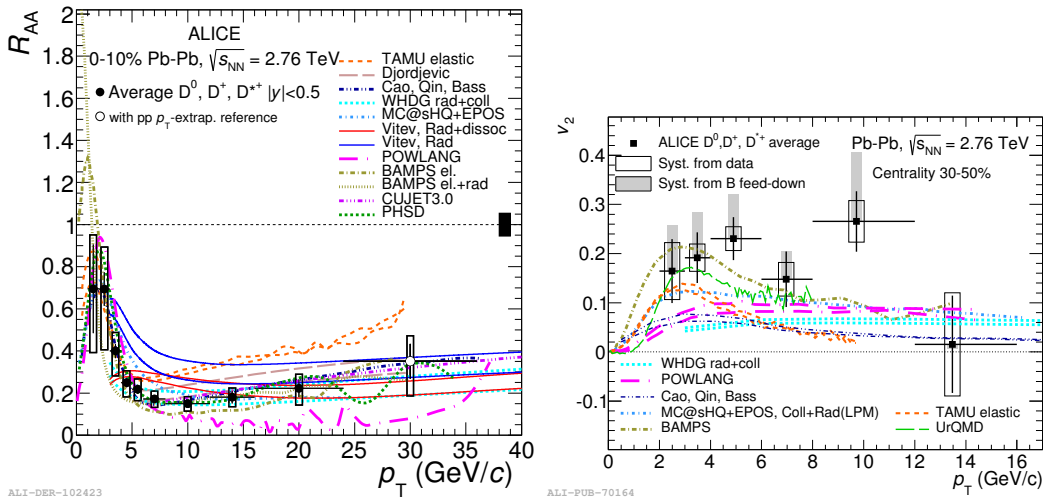 R_AA
2
1.8
1.6
1.4
1.2
1
0.8
0.6
0.4
0.2
0
ALICE
0-10% Pb-Pb, √s_NN = 2.76 TeV
Average D⁰, D⁺, D*⁺ |y|<0.5
with pp p_T-extrap. reference
TAMU elastic
Djordjevic
Cao, Qin, Bass
WHDG rad+coll
MC@sHQ+EPOS
Vitev, Rad+dissoc
Vitev, Rad
POWLANG
BAMPS el.
BAMPS el.+rad
CUJET3.0
PHSD
0 5 10 15 20 25 30 35 40
p_T (GeV/c)
ALI-DER-102423
v_2
0.4
0.3
0.2
0.1
0
-0.1
ALICE D⁰,D⁺, D*⁺ average
Syst. from data
Syst. from B feed-down
Pb-Pb, √s_NN = 2.76 TeV
Centrality 30-50%
WHDG rad+coll
POWLANG
Cao, Qin, Bass
MC@sHQ+EPOS, Coll+Rad(LPM)
BAMPS
TAMU elastic
UrQMD
0 2 4 6 8 10 12 14 16
p_T (GeV/c)
ALI-PUB-70164